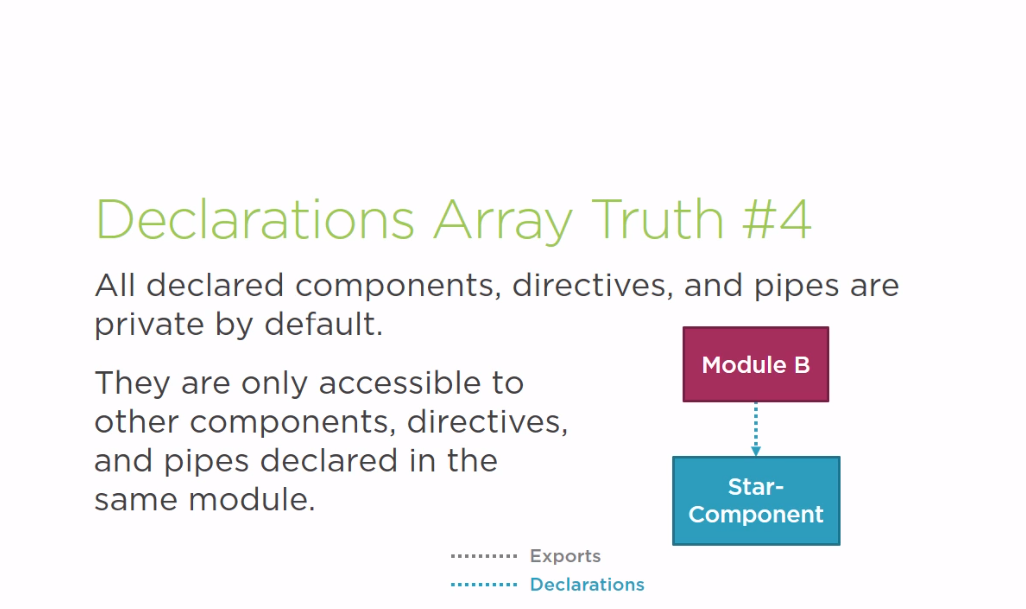 Declarations Array Truth #4
All declared components, directives, and pipes are
private by default.
They are only accessible to
other components, directives,
and pipes declared in the
same module.
Module B
Star-
Component
Exports
Declarations